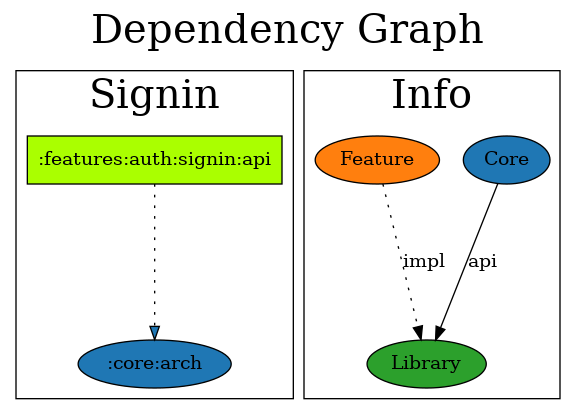 Dependency Graph
Signin
:features:auth:signin:api
:core:arch
Info
Feature
Core
impl
api
Library